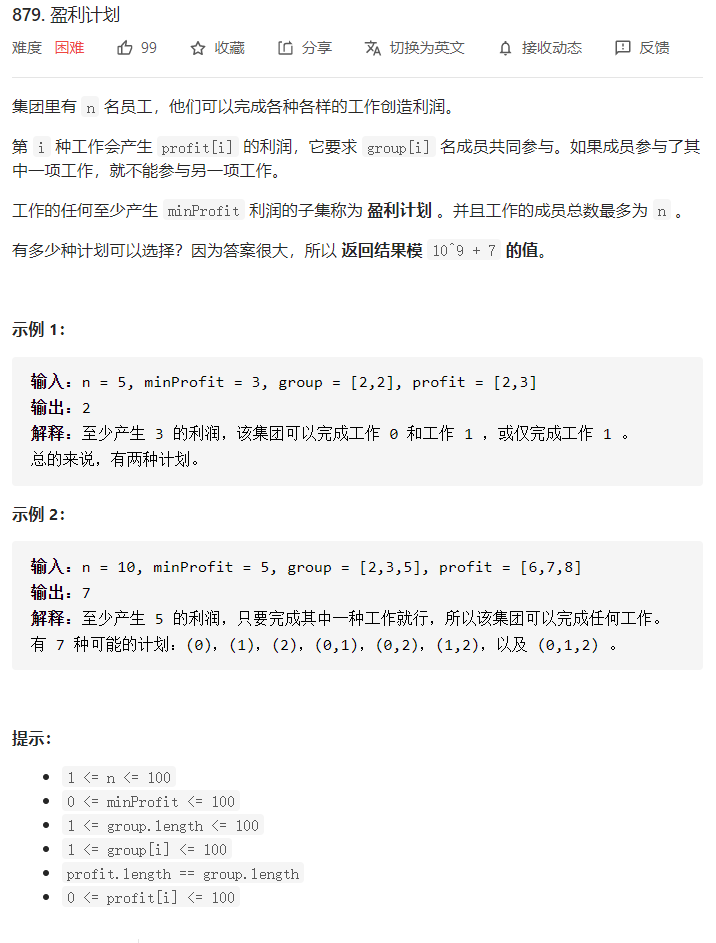 879. 盈利计划
难度 困难 99 收藏 分享 切换为英文 接收动态 反馈
集团里有 n 名员工，他们可以完成各种各样的工作创造利润。
第 i 种工作会产生 profit[i] 的利润，它要求 group[i] 名成员共同参与。如果成员参与了其
中一项工作，就不能参与另一项工作。
工作的任何至少产生 minProfit 利润的子集称为 盈利计划 。并且工作的成员总数最多为 n 。
有多少种计划可以选择？因为答案很大，所以 返回结果模 10^9 + 7 的值。
示例 1：
输入：n = 5, minProfit = 3, group = [2,2], profit = [2,3]
输出：2
解释：至少产生 3 的利润，该集团可以完成工作 0 和工作 1 ，或仅完成工作 1 。
总的来说，有两种计划。
示例 2：
输入：n = 10, minProfit = 5, group = [2,3,5], profit = [6,7,8]
输出：7
解释：至少产生 5 的利润，只要完成其中一种工作就行，所以该集团可以完成任何工作。
有 7 种可能的计划：(0)，(1)，(2)，(0,1)，(0,2)，(1,2)，以及 (0,1,2) 。
提示：
1 <= n <= 100
0 <= minProfit <= 100
1 <= group.length <= 100
1 <= group[i] <= 100
profit.length == group.length
0 <= profit[i] <= 100